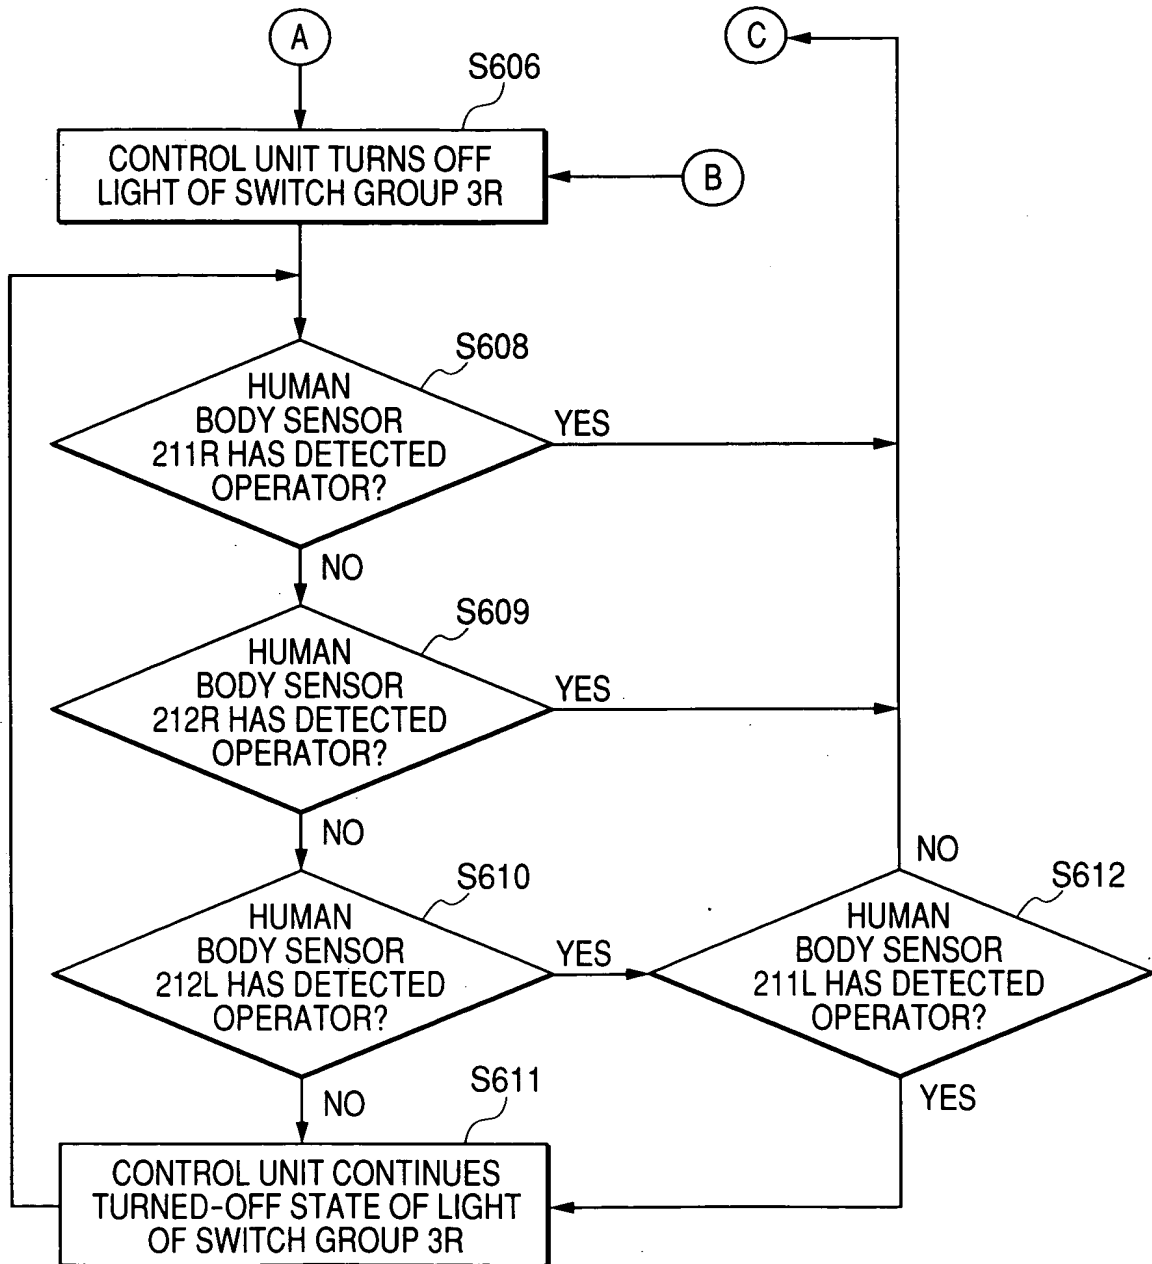 A
C
S606
CONTROL UNIT TURNS OFF
LIGHT OF SWITCH GROUP 3R
B
S608
HUMAN
BODY SENSOR
211R HAS DETECTED
OPERATOR?
YES
NO
S609
HUMAN
BODY SENSOR
212R HAS DETECTED
OPERATOR?
YES
NO
S610
HUMAN
BODY SENSOR
212L HAS DETECTED
OPERATOR?
YES
NO
S612
HUMAN
BODY SENSOR
211L HAS DETECTED
OPERATOR?
YES
NO
S611
CONTROL UNIT CONTINUES
TURNED-OFF STATE OF LIGHT
OF SWITCH GROUP 3R